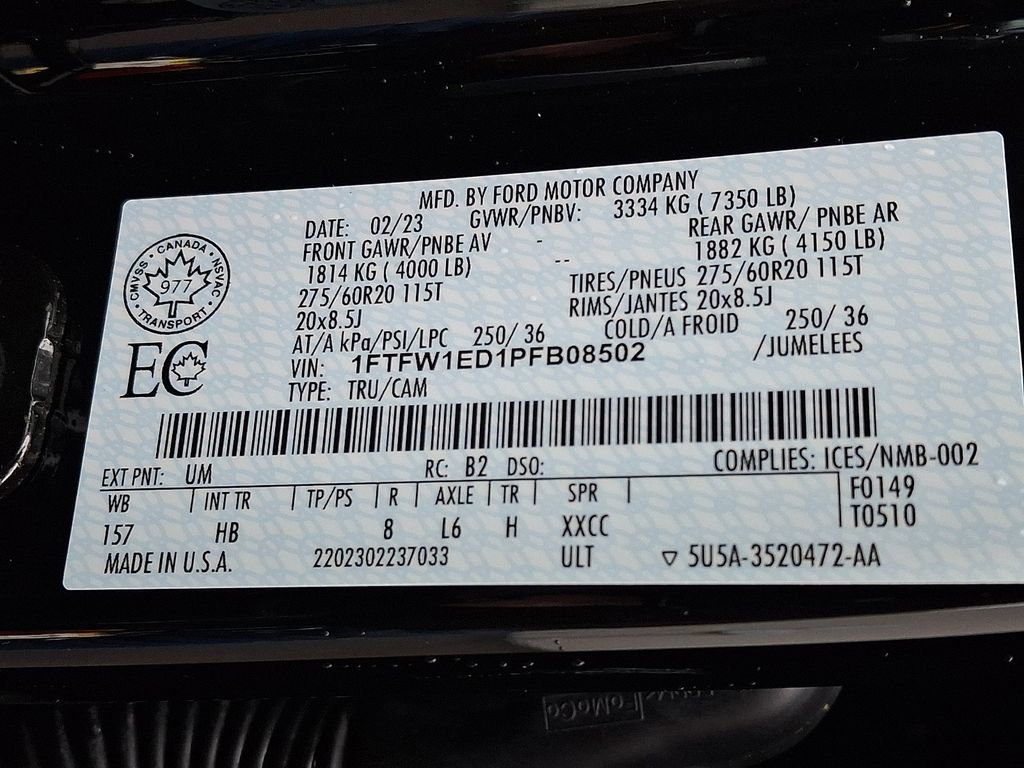 MFD. BY FORD MOTOR COMPANY
DATE: 02/23 GVWR/PNBV: 3334 KG ( 7350 LB)
FRONT GAWR/PNBE AV - REAR GAWR/ PNBE AR
1814 KG ( 4000 LB) -- 1882 KG ( 4150 LB)
275/60R20 115T TIRES/PNEUS 275/60R20 115T
20x8.5J RIMS/JANTES 20x8.5J
AT/A kPa/PSI/LPC 250/ 36 COLD/A FROID 250/ 36
VIN: 1FTFW1ED1PFB08502 /JUMELEES
TYPE: TRU/CAM
CMVSS · CANADA · NSVAC · TRANSPORT ·
977
EC
EXT PNT: UM RC: B2 DSO: COMPLIES: ICES/NMB-002
WB | INT TR | TP/PS | R | AXLE | TR | SPR | F0149
157 HB 8 L6 H XXCC T0510
MADE IN U.S.A. 2202302237033 ULT ▽ 5U5A-3520472-AA
FoMoCo